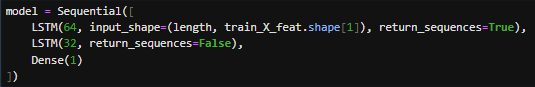 model = Sequential([
    LSTM(64, input_shape=(length, train_X_feat.shape[1]), return_sequences=True),
    LSTM(32, return_sequences=False),
    Dense(1)
])